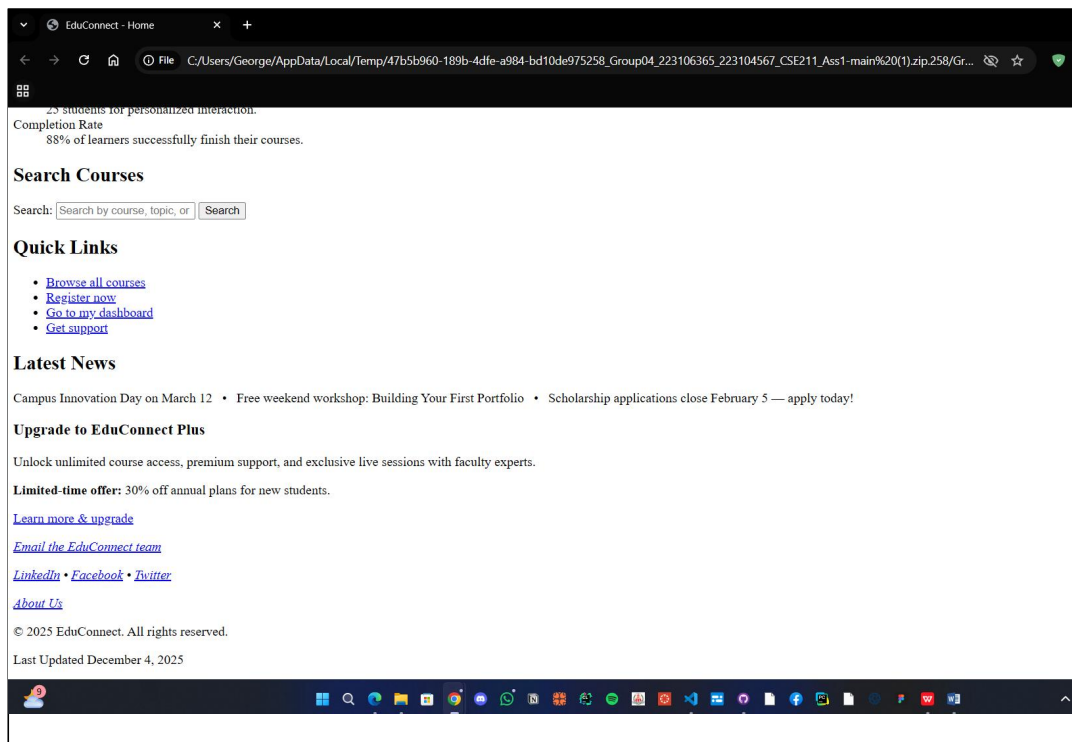 EduConnect - Home
File C:/Users/George/AppData/Local/Temp/47b5b960-189b-4dfe-a984-bd10de975258_Group04_223106365_223104567_CSE211_Ass1-main%20(1).zip.258/Gr...
25 students for personalized interaction.
Completion Rate
88% of learners successfully finish their courses.
Search Courses
Search: Search by course, topic, or Search
Quick Links
• Browse all courses
• Register now
• Go to my dashboard
• Get support
Latest News
Campus Innovation Day on March 12 • Free weekend workshop: Building Your First Portfolio • Scholarship applications close February 5 — apply today!
Upgrade to EduConnect Plus
Unlock unlimited course access, premium support, and exclusive live sessions with faculty experts.
Limited-time offer: 30% off annual plans for new students.
Learn more & upgrade
Email the EduConnect team
LinkedIn • Facebook • Twitter
About Us
© 2025 EduConnect. All rights reserved.
Last Updated December 4, 2025
9